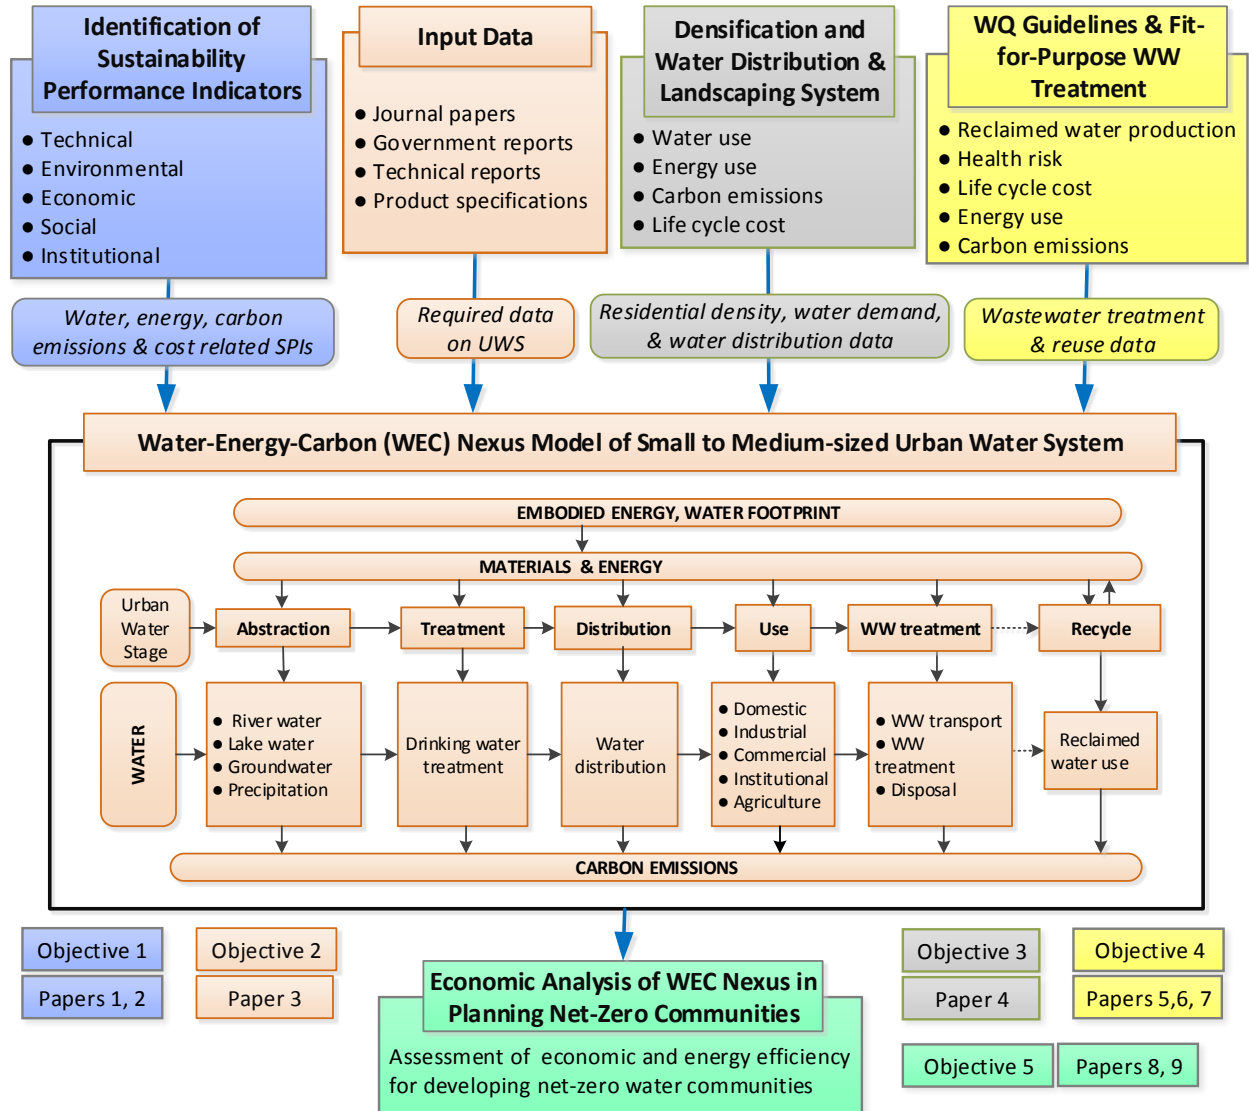 Identification of
Sustainability
Performance Indicators
● Technical
● Environmental
● Economic
● Social
● Institutional
Input Data
● Journal papers
● Government reports
● Technical reports
● Product specifications
Densification and
Water Distribution &
Landscaping System
● Water use
● Energy use
● Carbon emissions
● Life cycle cost
WQ Guidelines & Fit-
for-Purpose WW
Treatment
● Reclaimed water production
● Health risk
● Life cycle cost
● Energy use
● Carbon emissions
Water, energy, carbon
emissions & cost related SPIs
Required data
on UWS
Residential density, water demand,
& water distribution data
Wastewater treatment
& reuse data
Water-Energy-Carbon (WEC) Nexus Model of Small to Medium-sized Urban Water System
EMBODIED ENERGY, WATER FOOTPRINT
MATERIALS & ENERGY
Urban
Water
Stage
Abstraction
Treatment
Distribution
Use
WW treatment
Recycle
WATER
● River water
● Lake water
● Groundwater
● Precipitation
Drinking water
treatment
Water
distribution
● Domestic
● Industrial
● Commercial
● Institutional
● Agriculture
● WW transport
● WW
treatment
● Disposal
Reclaimed
water use
CARBON EMISSIONS
Objective 1
Papers 1, 2
Objective 2
Paper 3
Economic Analysis of WEC Nexus in
Planning Net-Zero Communities
Assessment of economic and energy efficiency
for developing net-zero water communities
Objective 3
Paper 4
Objective 4
Papers 5,6, 7
Objective 5
Papers 8, 9